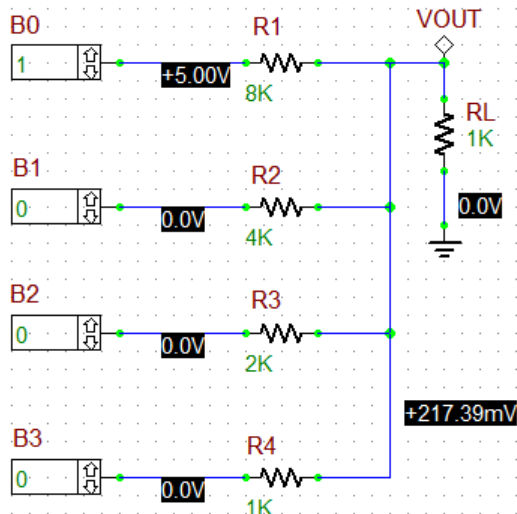 B0
1
+5.00V
R1
8K
VOUT
RL
1K
0.0V
B1
0
0.0V
R2
4K
B2
0
0.0V
R3
2K
+217.39mV
B3
0
0.0V
R4
1K